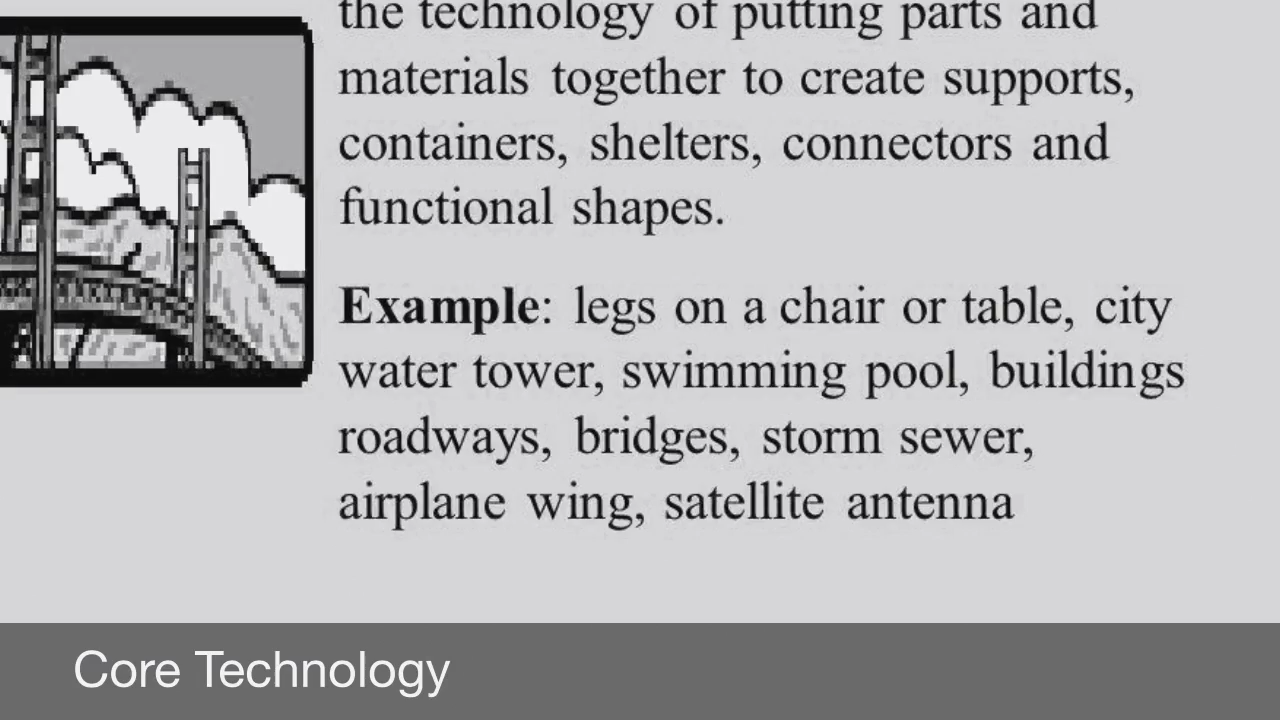 the technology of putting parts and
materials together to create supports,
containers, shelters, connectors and
functional shapes.
Example: legs on a chair or table, city
water tower, swimming pool, buildings
roadways, bridges, storm sewer,
airplane wing, satellite antenna
Core Technology